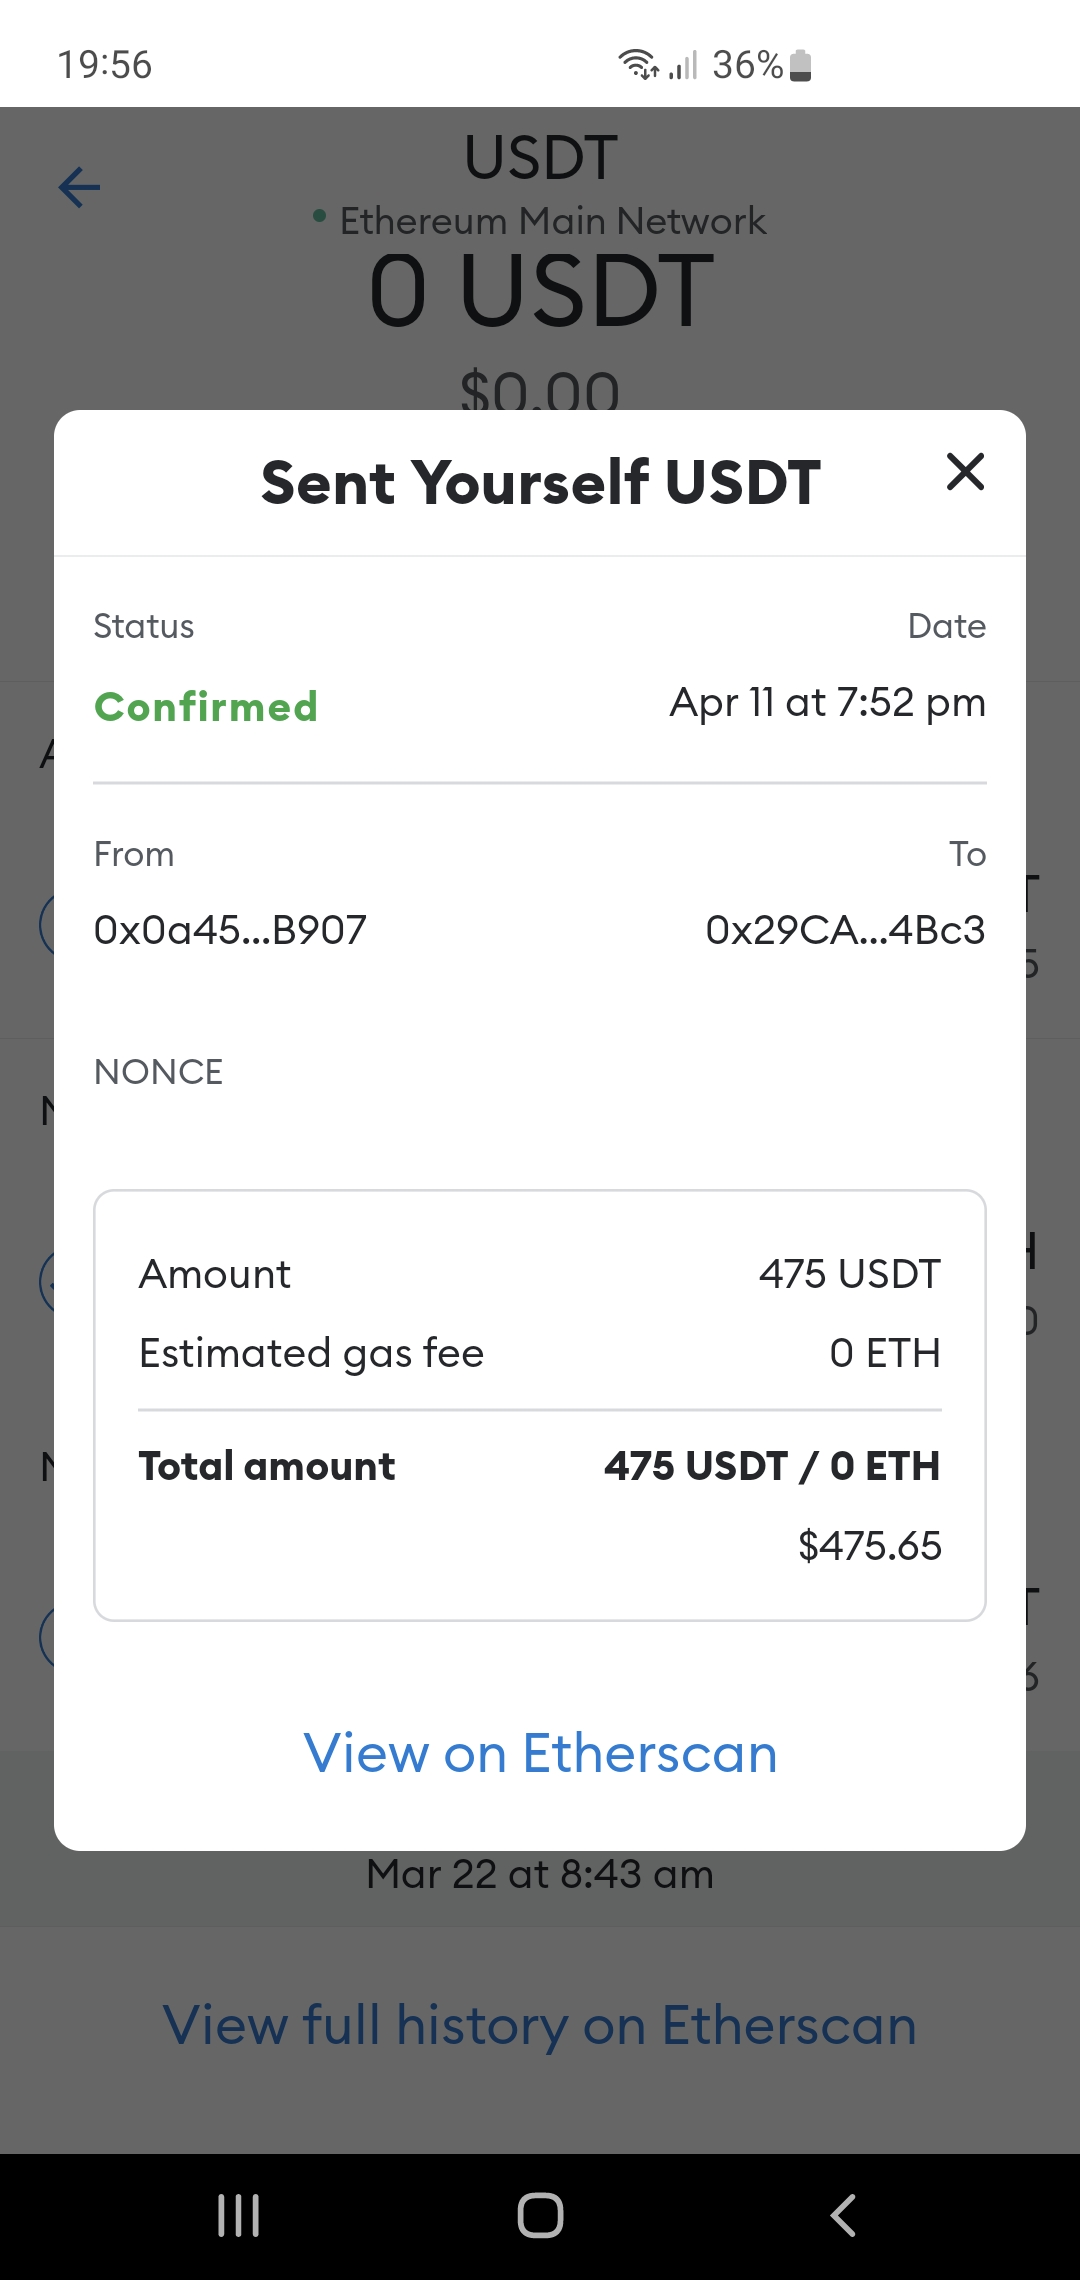 19:56
36%
USDT
Ethereum Main Network
0 USDT
$0.00
Sent Yourself USDT
Status Date
Confirmed Apr 11 at 7:52 pm
From To
0x0a45...B907 0x29CA...4Bc3
NONCE
Amount 475 USDT
Estimated gas fee 0 ETH
Total amount 475 USDT / 0 ETH
$475.65
View on Etherscan
Mar 22 at 8:43 am
View full history on Etherscan